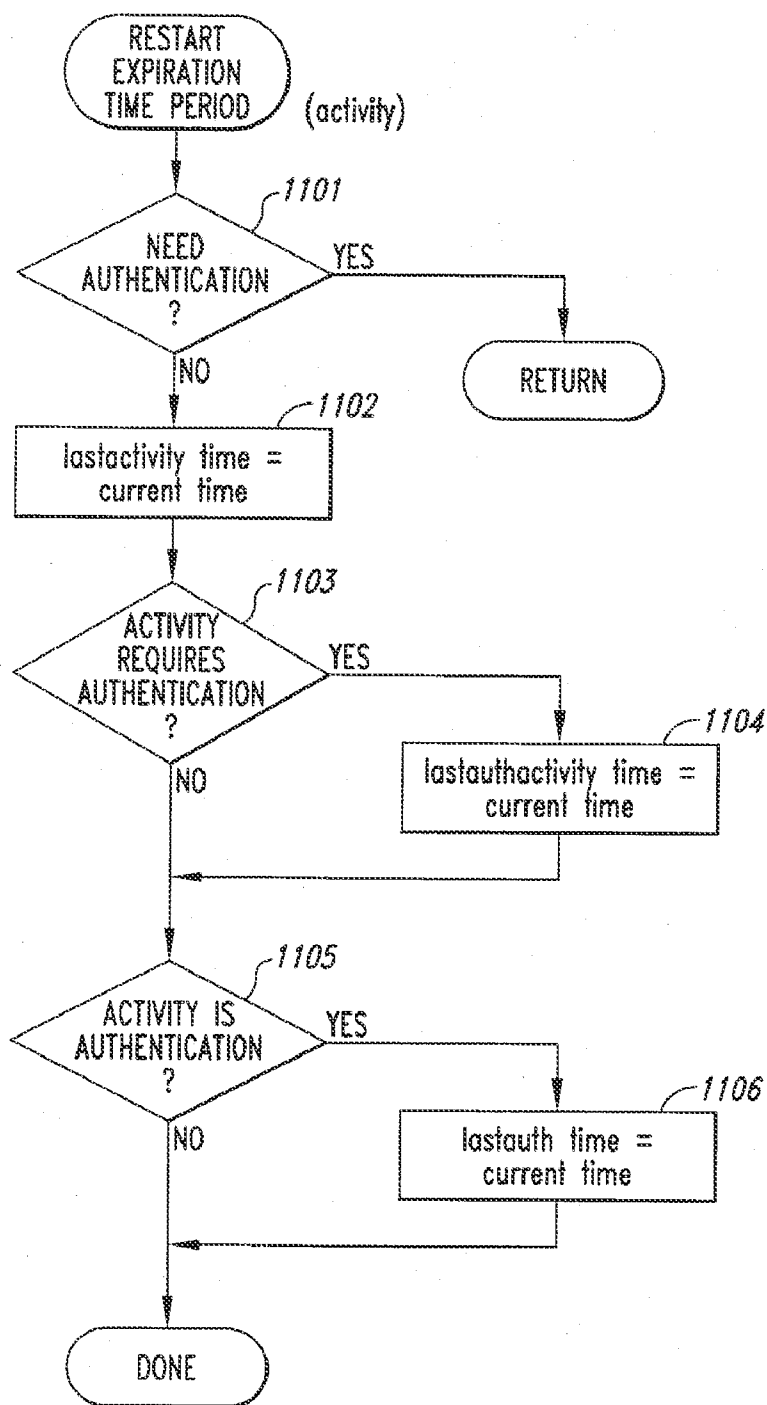 RESTART
EXPIRATION
TIME PERIOD
(activity)
1101
NEED
AUTHENTICATION
?
YES
NO
RETURN
1102
lastactivity time =
current time
1103
ACTIVITY
REQUIRES
AUTHENTICATION
?
YES
NO
1104
lastauthactivity time =
current time
1105
ACTIVITY IS
AUTHENTICATION
?
YES
NO
1106
lastauth time =
current time
DONE